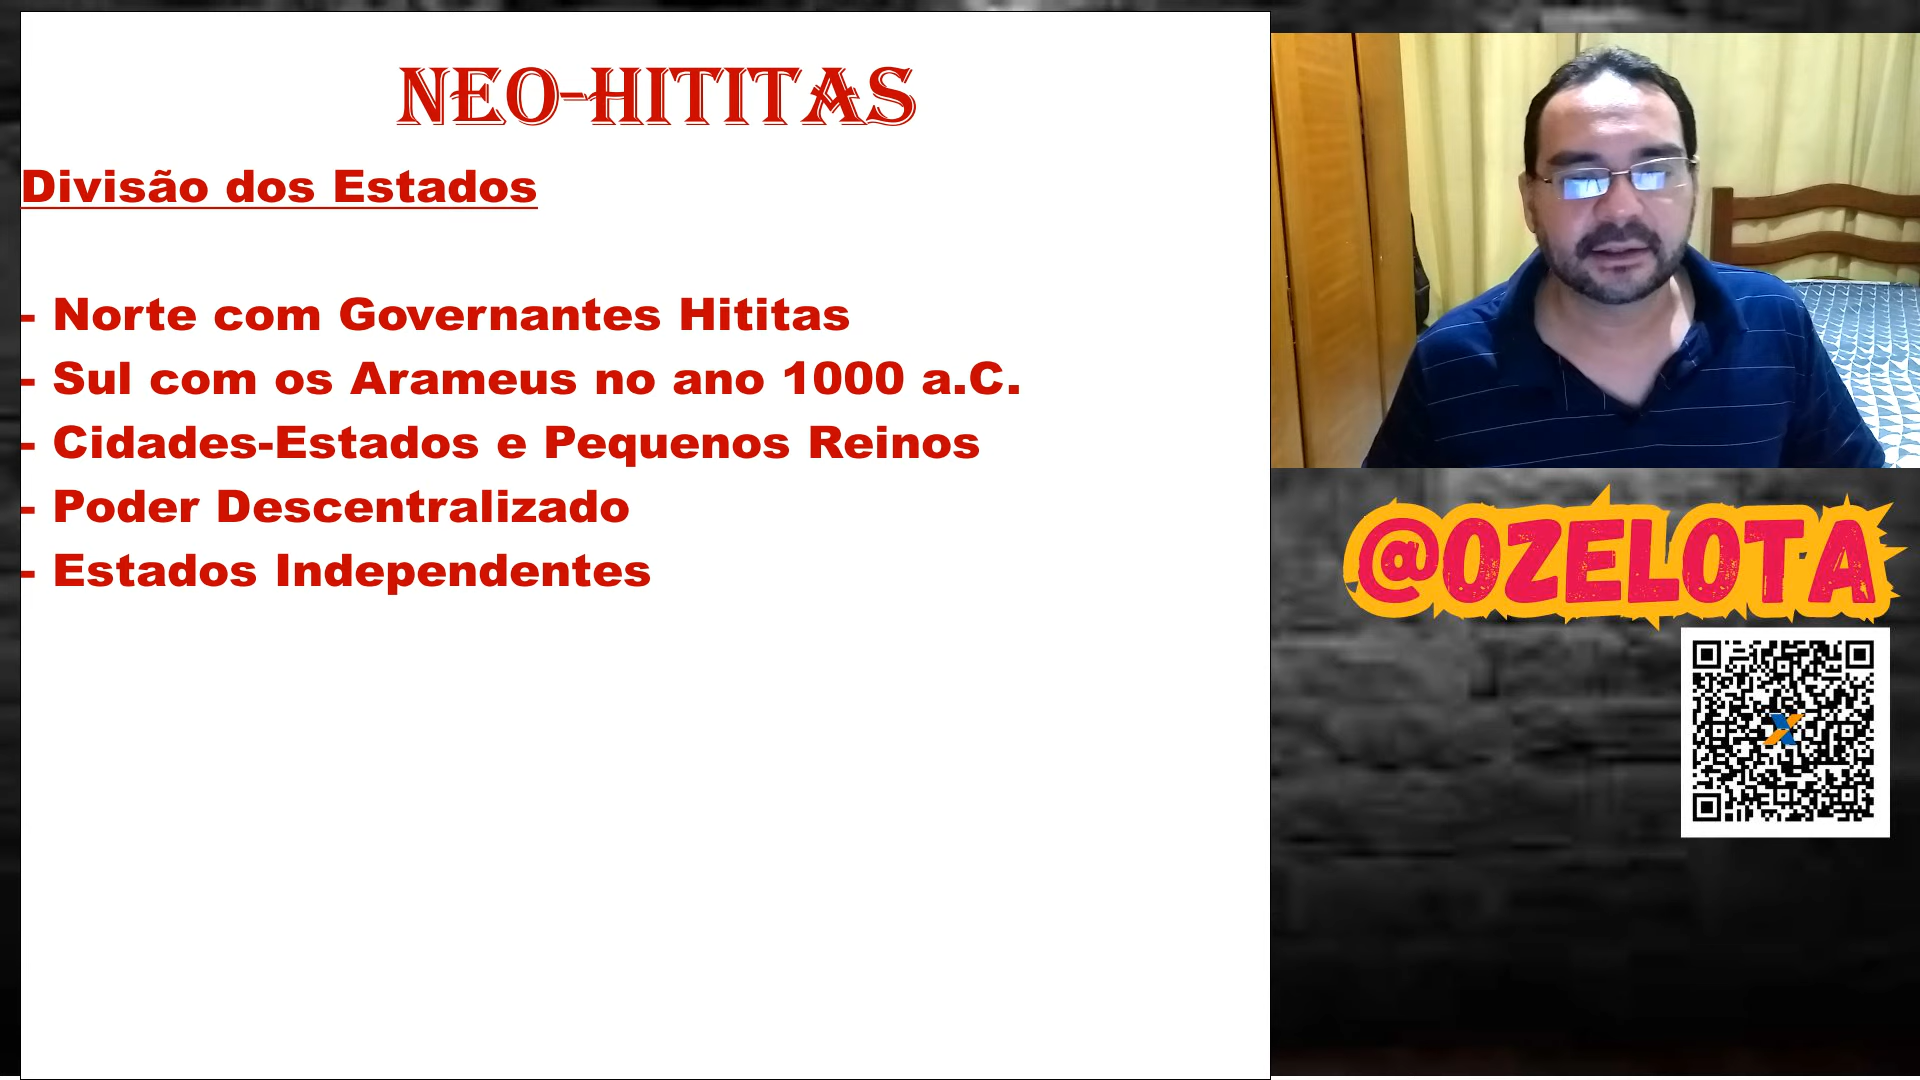 NEO-HITITAS
Divisão dos Estados
- Norte com Governantes Hititas
- Sul com os Arameus no ano 1000 a.C.
- Cidades-Estados e Pequenos Reinos
- Poder Descentralizado
- Estados Independentes
@OZELOTA